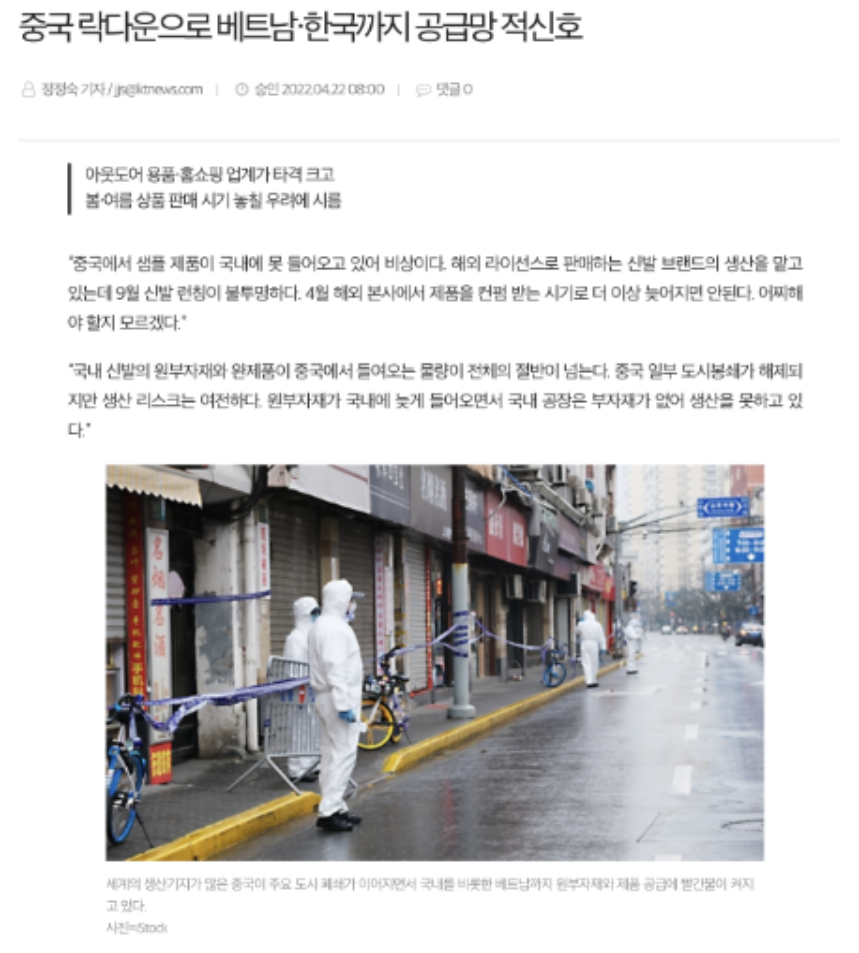 중국 락다운으로 베트남·한국까지 공급망 적신호
정정숙 기자 / jjs@ktnews.com | 승인 2022.04.22 08:00 | 댓글 0
아웃도어 용품·홈쇼핑 업계가 타격 크고
봄·여름 상품 판매 시기 놓칠 우려에 시름
“중국에서 샘플 제품이 국내에 못 들어오고 있어 비상이다. 해외 라이선스로 판매하는 신발 브랜드의 생산을 맡고
있는데 9월 신발 런칭이 불투명하다. 4월 해외 본사에서 제품을 컨펌 받는 시기로 더 이상 늦어지면 안된다. 어찌해
야 할지 모르겠다.”
“국내 신발의 원부자재와 완제품이 중국에서 들여오는 물량이 전체의 절반이 넘는다. 중국 일부 도시봉쇄가 해제되
지만 생산 리스크는 여전하다. 원부자재가 국내에 늦게 들어오면서 국내 공장은 부자재가 없어 생산을 못하고 있
다.”
名烟名酒
세계의 생산기지가 많은 중국이 주요 도시 폐쇄가 이어지면서 국내를 비롯한 베트남까지 원부자재와 제품 공급에 빨간불이 켜지
고 있다.
사진=iStock